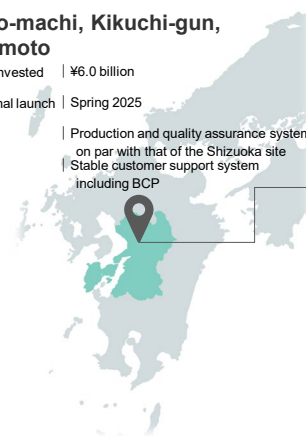 o-machi, Kikuchi-gun,
moto
nvested | ¥6.0 billion
nal launch | Spring 2025
Production and quality assurance system
on par with that of the Shizuoka site
Stable customer support system
including BCP